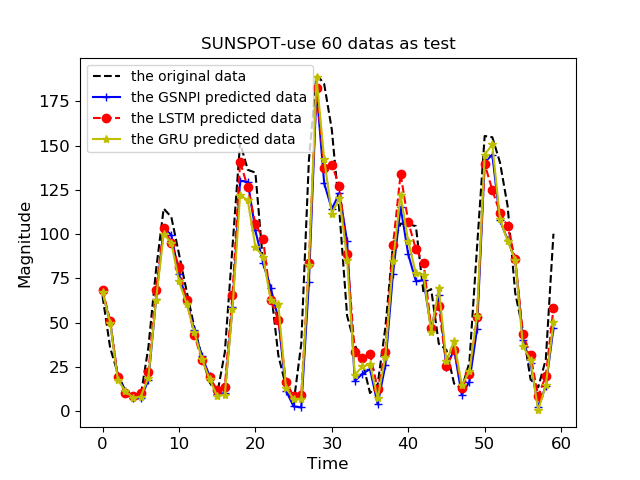 SUNSPOT-use 60 datas as test
the original data
the GSNPI predicted data
the LSTM predicted data
the GRU predicted data
175
150
125
100
75
50
25
0
Magnitude
0 10 20 30 40 50 60
Time